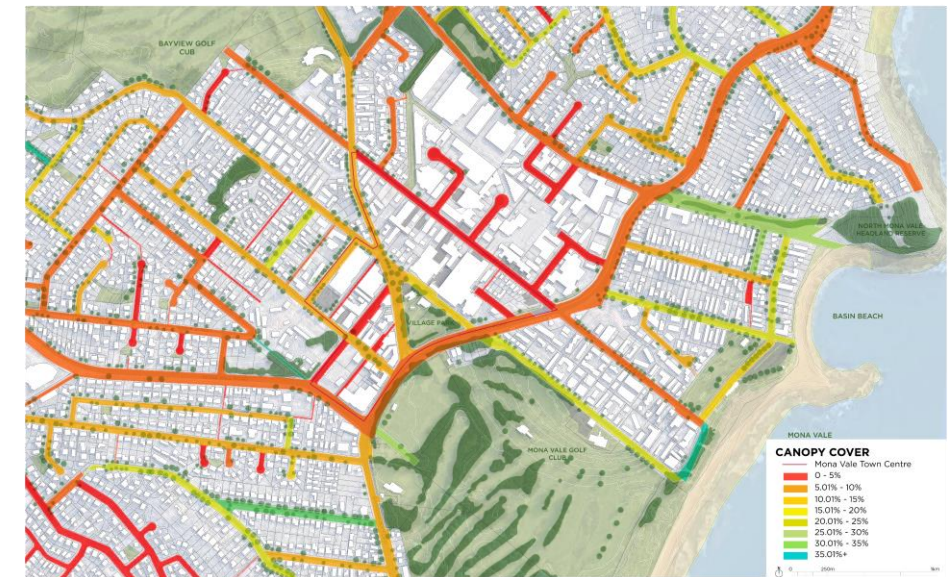 BAYVIEW GOLF
CUB
NORTH MONA VALE
HEADLAND RESERVE
BASIN BEACH
VILLAGE
MONA VALE GOLF
CLUB
MONA VALE
CANOPY COVER
Mona Vale Town Centre
0 - 5%
5.01% - 10%
10.01% - 15%
15.01% - 20%
20.01% - 25%
25.01% - 30%
30.01% - 35%
35.01%+
0 250m 1km